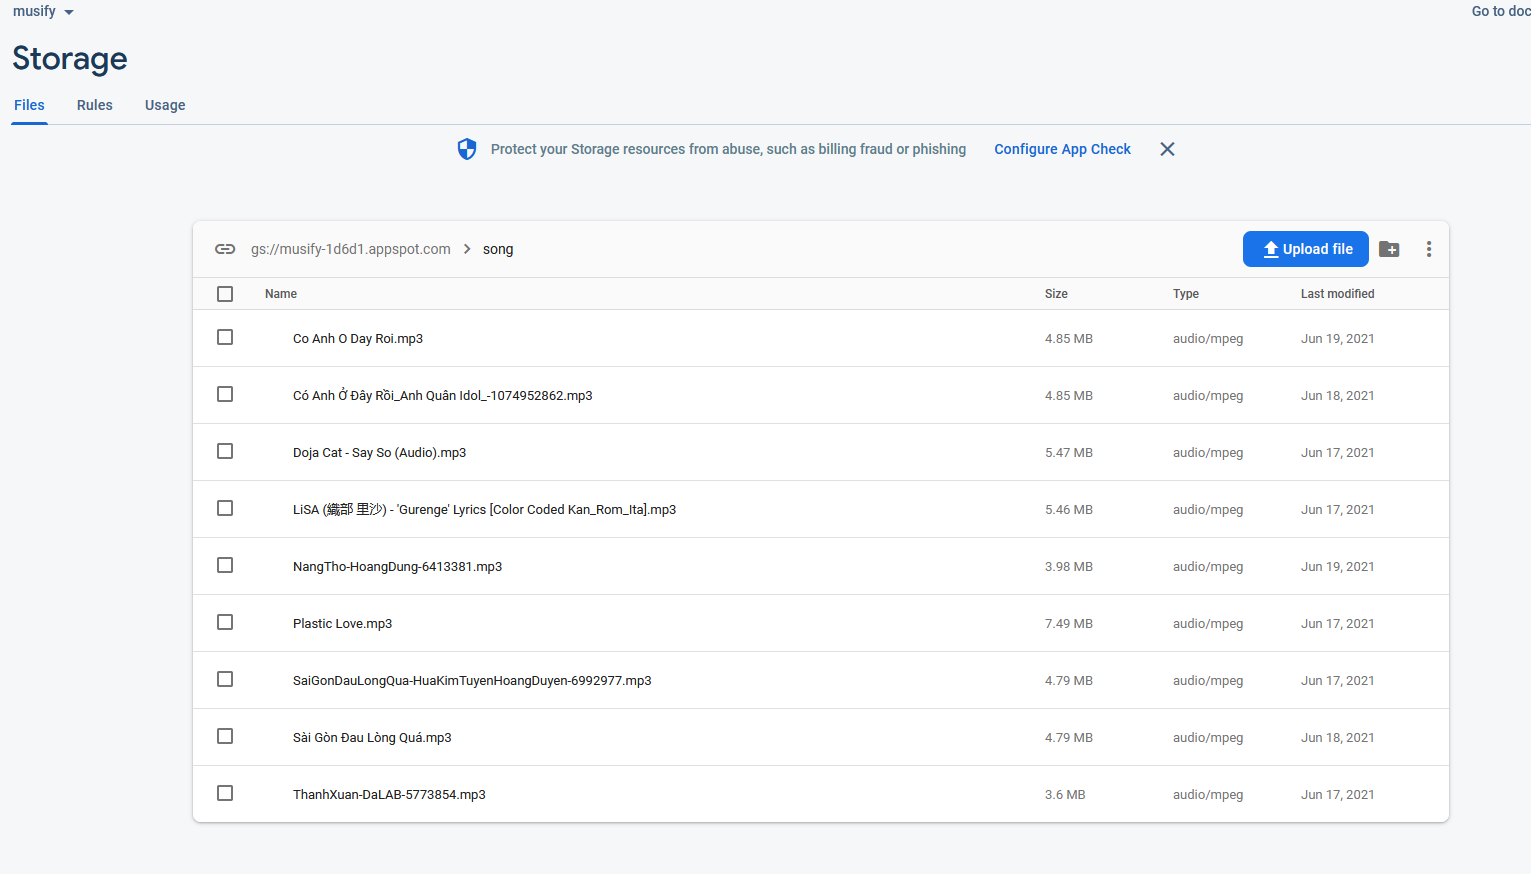 musify
Go to doc
Storage
Files Rules Usage
Protect your Storage resources from abuse, such as billing fraud or phishing Configure App Check
gs://musify-1d6d1.appspot.com > song Upload file
Name Size Type Last modified
Co Anh O Day Roi.mp3 4.85 MB audio/mpeg Jun 19, 2021
Có Anh Ở Đây Rồi_Anh Quân Idol_-1074952862.mp3 4.85 MB audio/mpeg Jun 18, 2021
Doja Cat - Say So (Audio).mp3 5.47 MB audio/mpeg Jun 17, 2021
LiSA (織部 里沙) - 'Gurenge' Lyrics [Color Coded Kan_Rom_Ita].mp3 5.46 MB audio/mpeg Jun 17, 2021
NangTho-HoangDung-6413381.mp3 3.98 MB audio/mpeg Jun 19, 2021
Plastic Love.mp3 7.49 MB audio/mpeg Jun 17, 2021
SaiGonDauLongQua-HuaKimTuyenHoangDuyen-6992977.mp3 4.79 MB audio/mpeg Jun 17, 2021
Sài Gòn Đau Lòng Quá.mp3 4.79 MB audio/mpeg Jun 18, 2021
ThanhXuan-DaLAB-5773854.mp3 3.6 MB audio/mpeg Jun 17, 2021